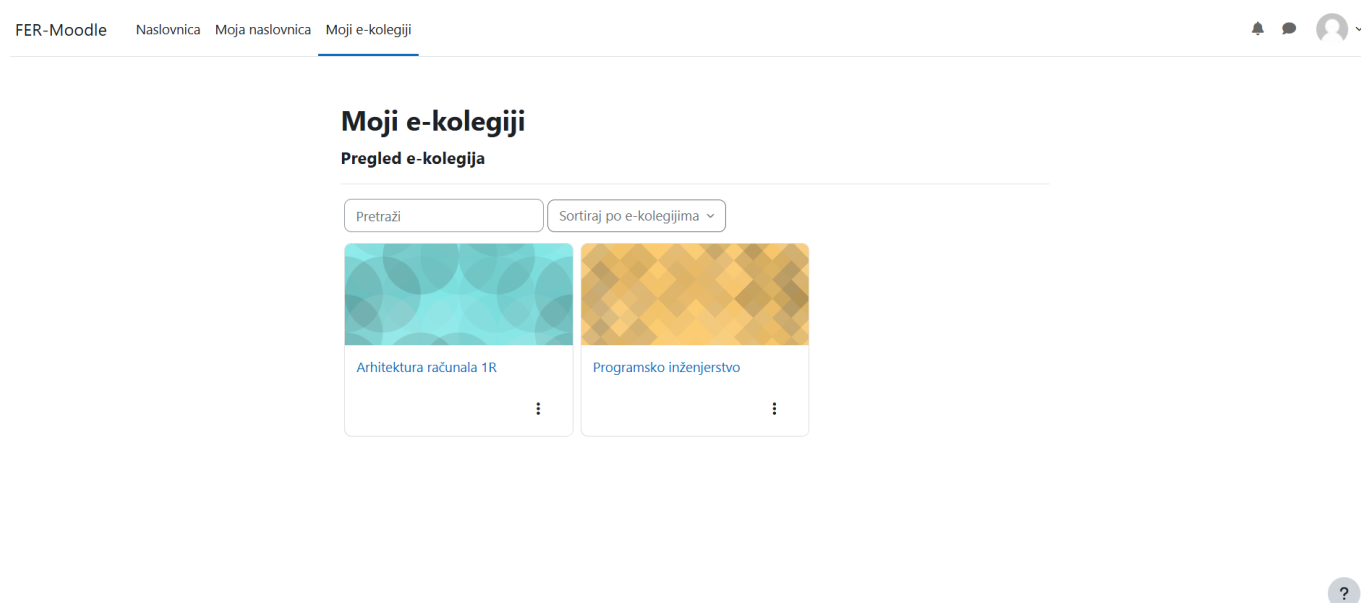 FER-Moodle Naslovnica Moja naslovnica Moji e-kolegiji
Moji e-kolegiji
Pregled e-kolegija
Pretraži Sortiraj po e-kolegijima
Arhitektura računala 1R Programsko inženjerstvo
?